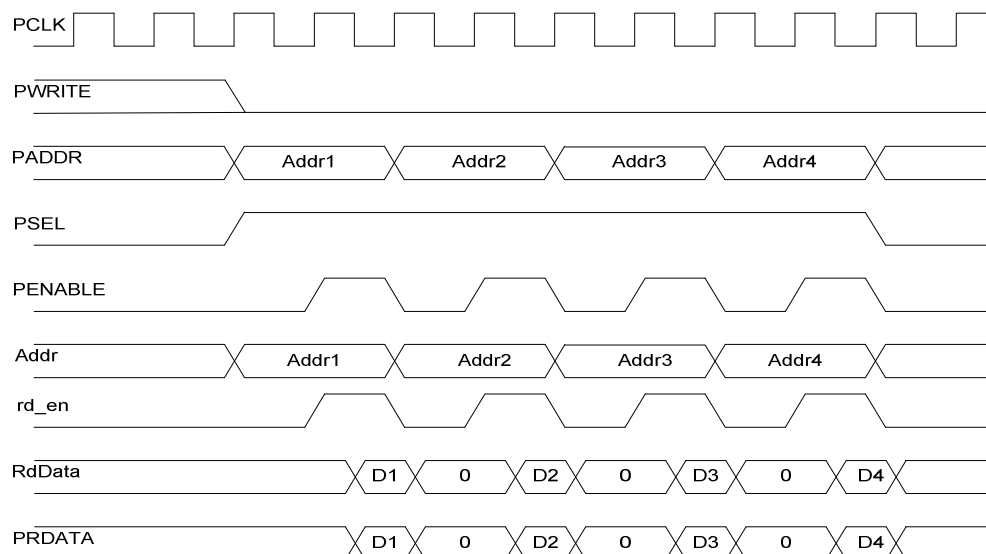 PCLK
PWRITE
PADDR Addr1 Addr2 Addr3 Addr4
PSEL
PENABLE
Addr Addr1 Addr2 Addr3 Addr4
rd_en
RdData D1 0 D2 0 D3 0 D4
PRDATA D1 0 D2 0 D3 0 D4